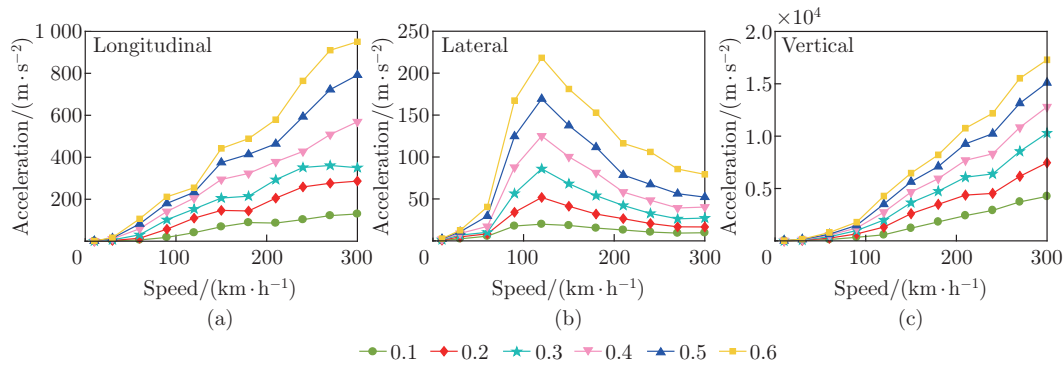 1 000
800
600
400
200
0
100
200
300
Acceleration/(m·s⁻²)
Longitudinal
Speed/(km·h⁻¹)
(a)
250
200
150
100
50
0
100
200
300
Acceleration/(m·s⁻²)
Lateral
Speed/(km·h⁻¹)
(b)
×10⁴
2.0
1.5
1.0
0.5
0
100
200
300
Acceleration/(m·s⁻²)
Vertical
Speed/(km·h⁻¹)
(c)
0.1 0.2 0.3 0.4 0.5 0.6